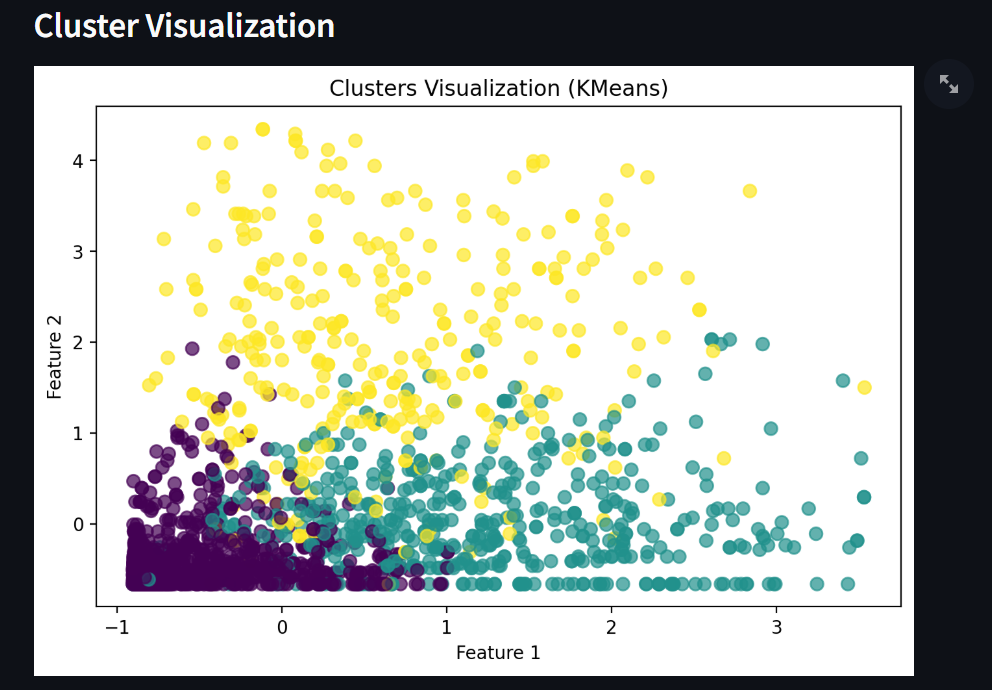 Cluster Visualization
Clusters Visualization (KMeans)
4
3
2
1
0
Feature 2
−1 0 1 2 3
Feature 1